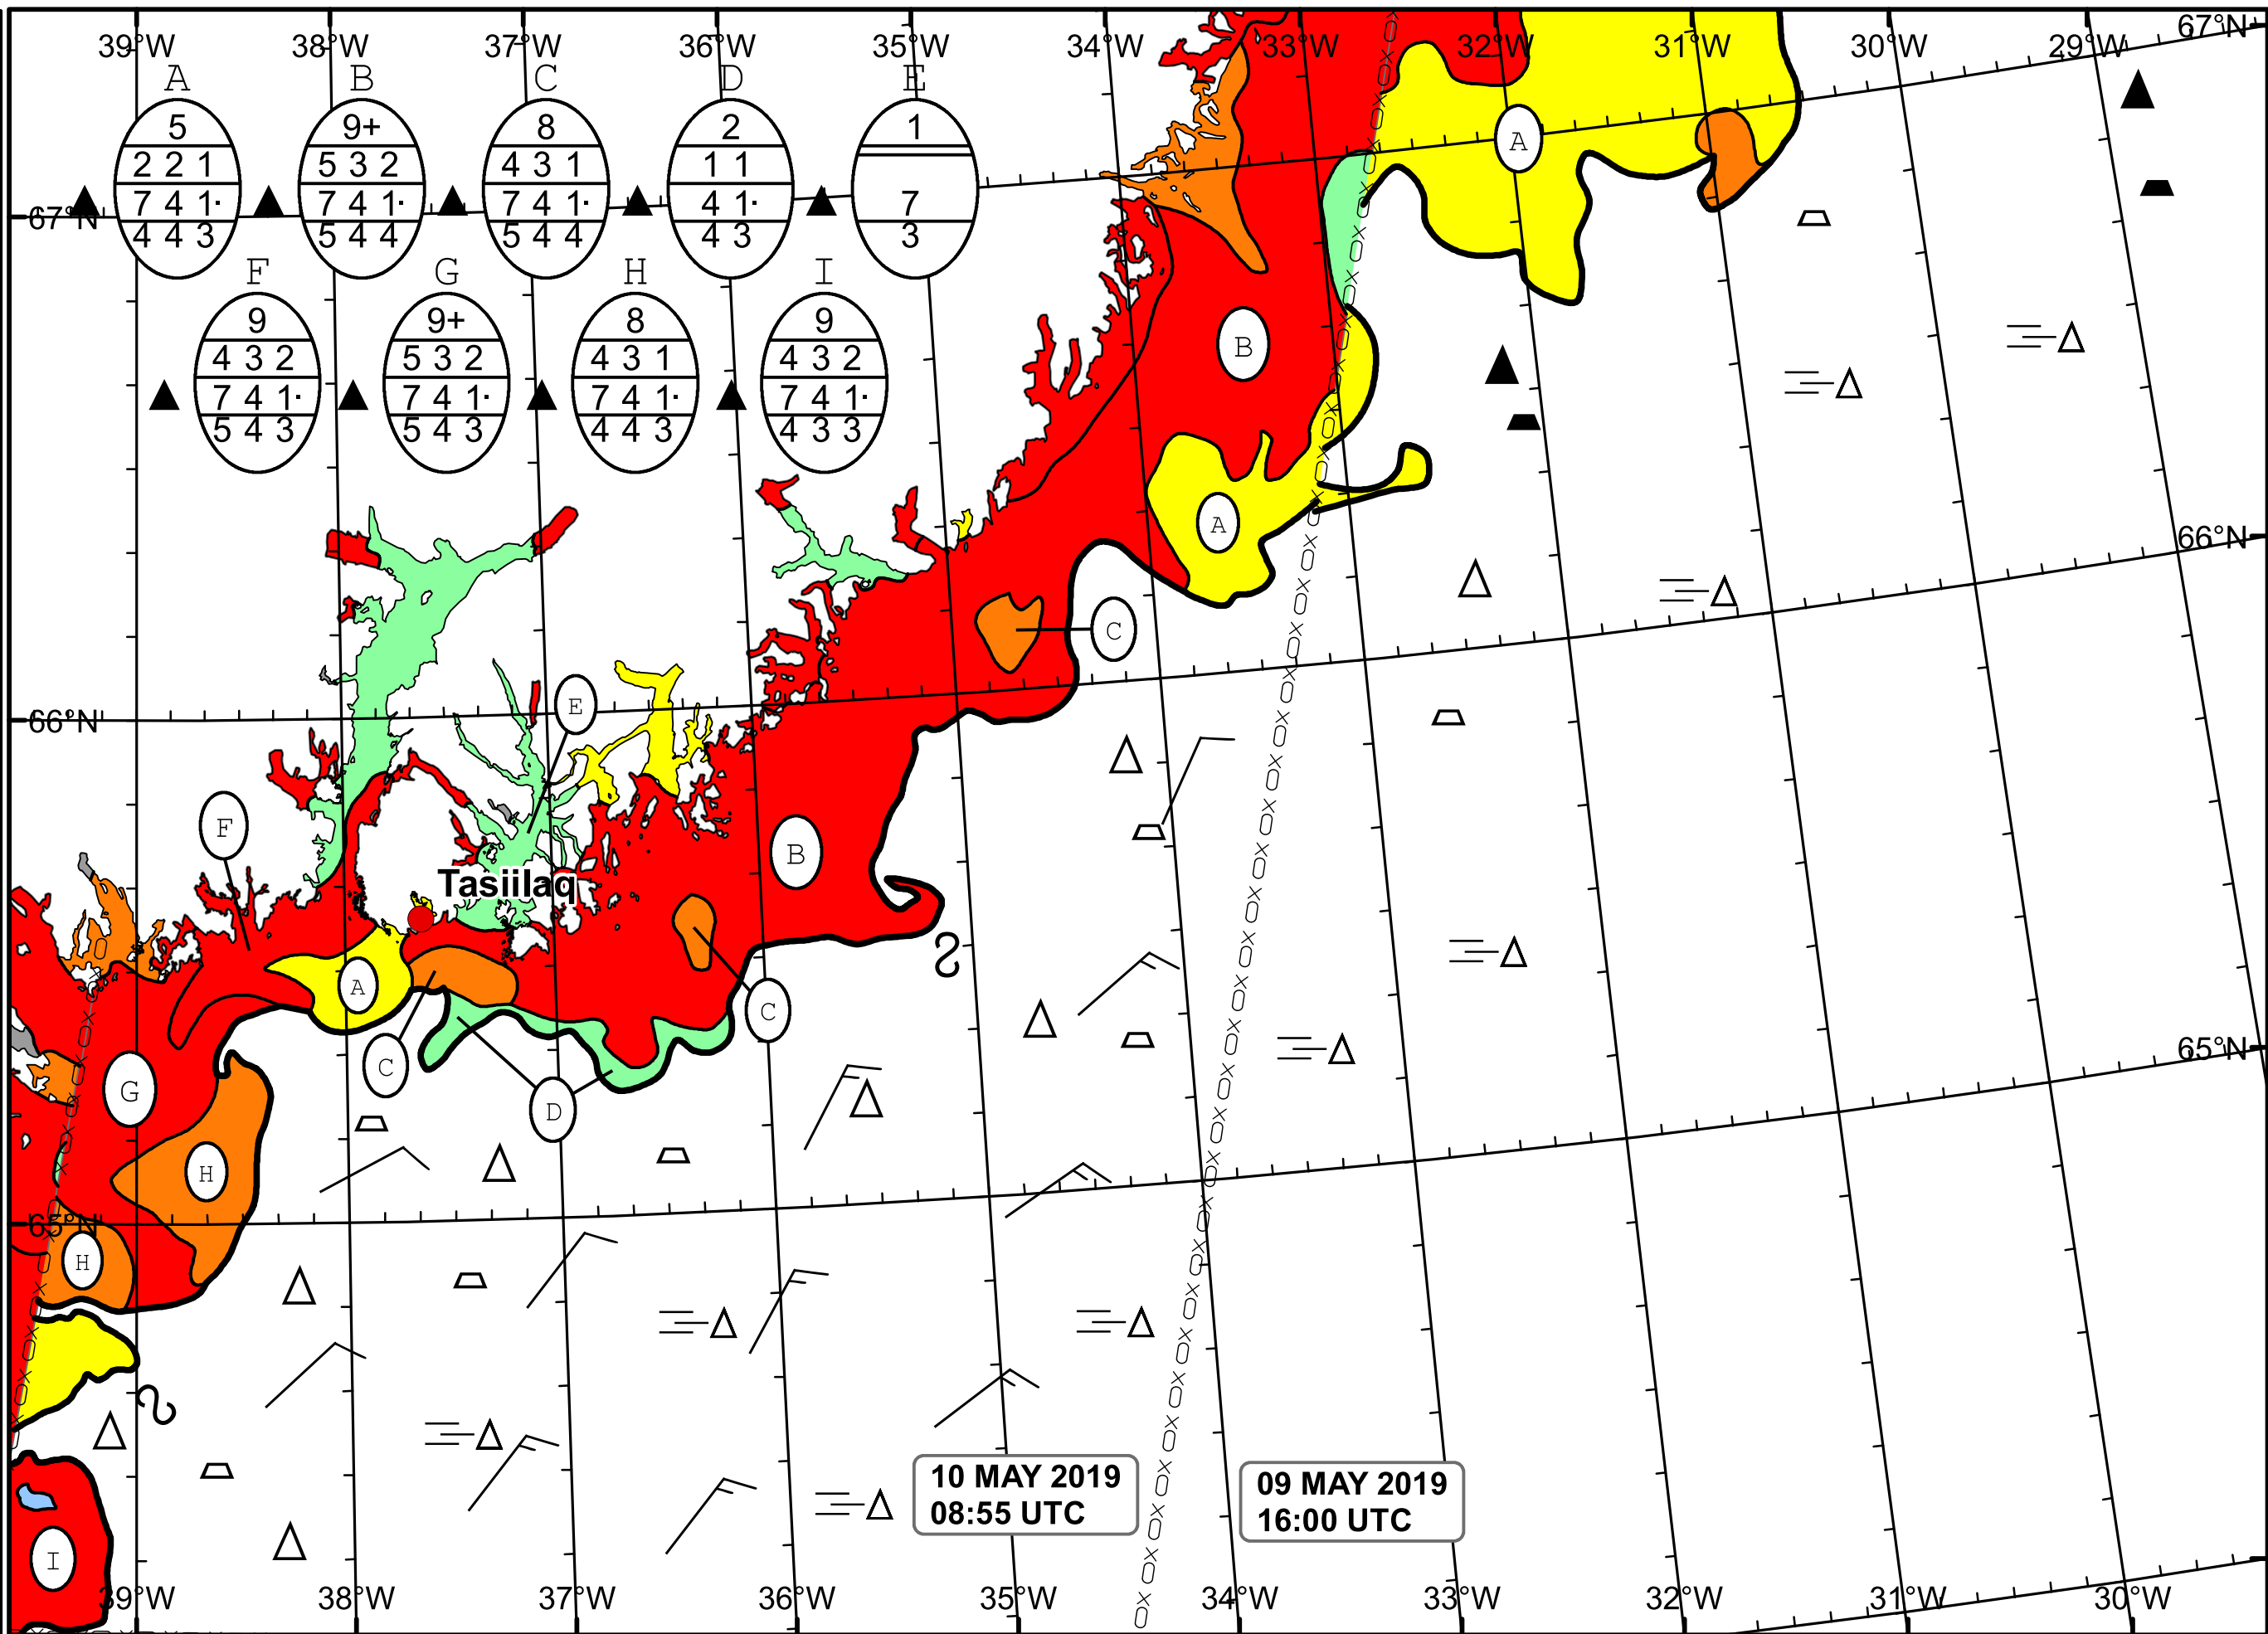 39°W 38°W 37°W 36°W 35°W 34°W 33°W 32°W 31°W 30°W 29°W 67°N
A B C D E
5 9+ 8 2 1
2 2 1 5 3 2 4 3 1 1 1
7 4 1· 7 4 1· 7 4 1· 4 1· 7
67°N
4 4 3 5 4 4 5 4 4 4 3 3
A
F G H I
9 9+ 8 9
4 3 2 5 3 2 4 3 1 4 3 2
7 4 1· 7 4 1· 7 4 1· 7 4 1·
5 4 3 5 4 3 4 4 3 4 3 3
B
A
66°N
C
E
66°N
F
B
Tasiilaq
A
C
C
65°N
G
D
H
65°N
H
10 MAY 2019
08:55 UTC
09 MAY 2019
16:00 UTC
I
39°W 38°W 37°W 36°W 35°W 34°W 33°W 32°W 31°W 30°W